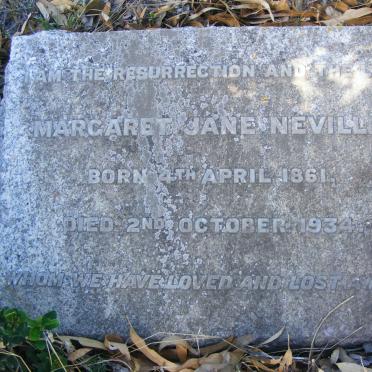 I AM THE RESURRECTION AND THE
MARGARET JANE NEVILL
BORN 4TH APRIL 1861.
DIED 2ND OCTOBER 1934.
WHOM WE HAVE LOVED AND LOST